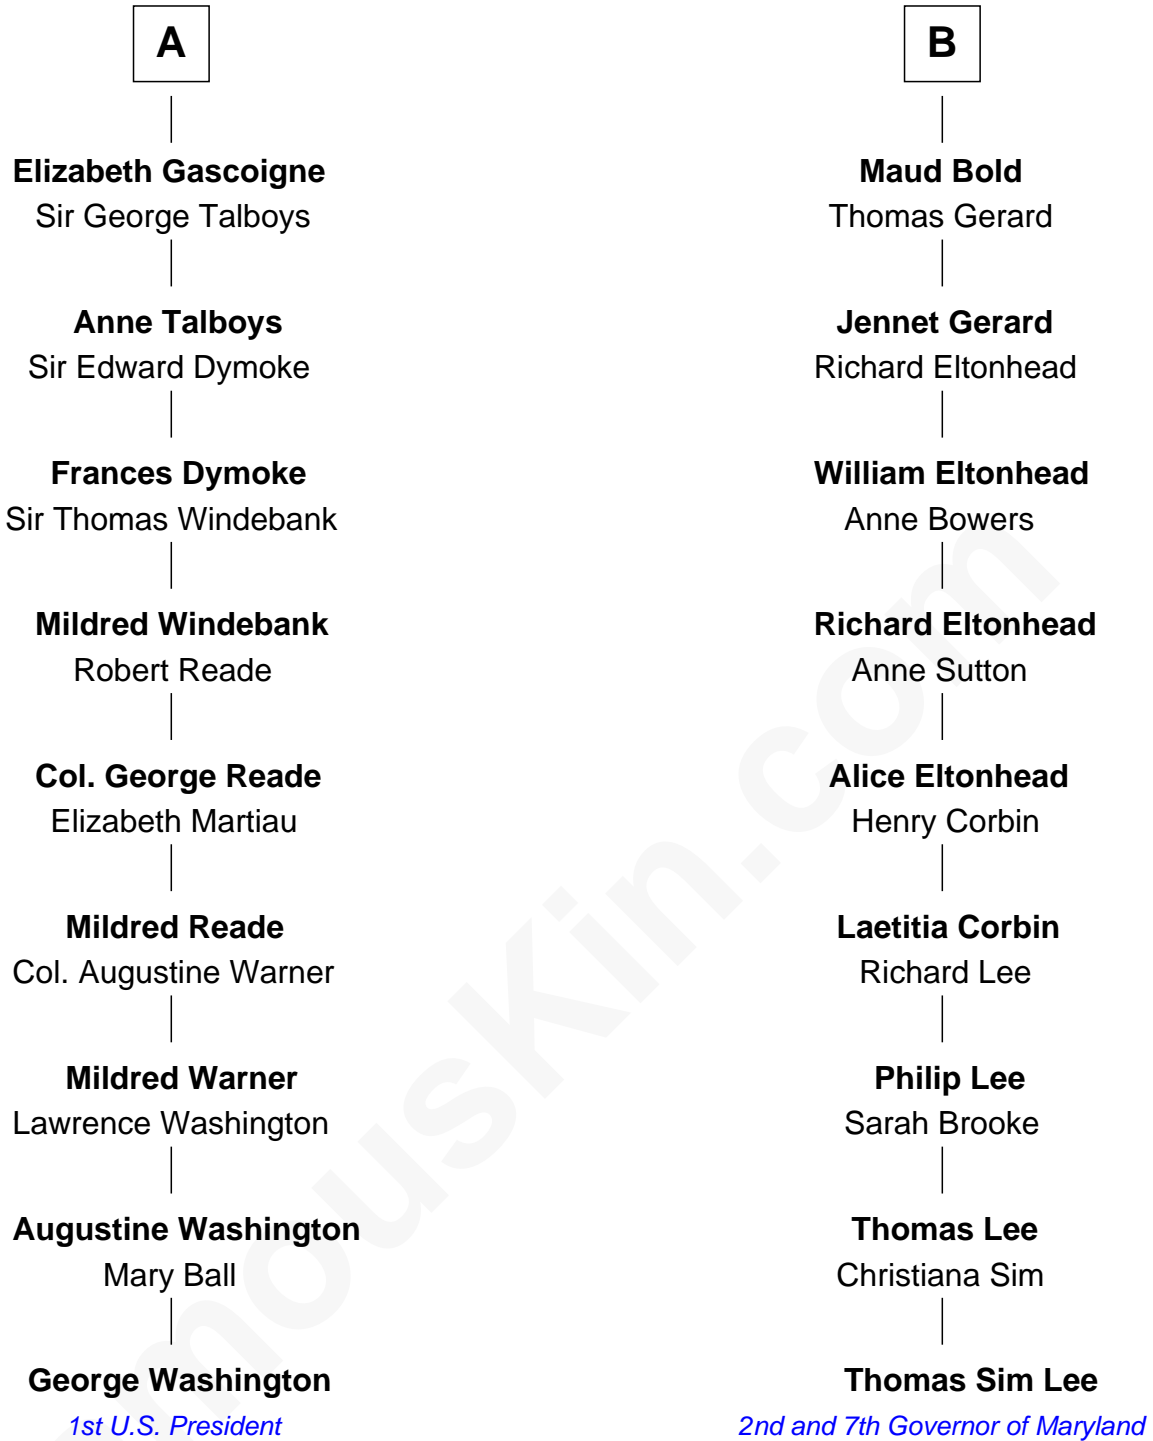 A
Elizabeth Gascoigne
Sir George Talboys
Anne Talboys
Sir Edward Dymoke
Frances Dymoke
Sir Thomas Windebank
Mildred Windebank
Robert Reade
Col. George Reade
Elizabeth Martiau
Mildred Reade
Col. Augustine Warner
Mildred Warner
Lawrence Washington
Augustine Washington
Mary Ball
George Washington
1st U.S. President
B
Maud Bold
Thomas Gerard
Jennet Gerard
Richard Eltonhead
William Eltonhead
Anne Bowers
Richard Eltonhead
Anne Sutton
Alice Eltonhead
Henry Corbin
Laetitia Corbin
Richard Lee
Philip Lee
Sarah Brooke
Thomas Lee
Christiana Sim
Thomas Sim Lee
2nd and 7th Governor of Maryland
mousKin.com